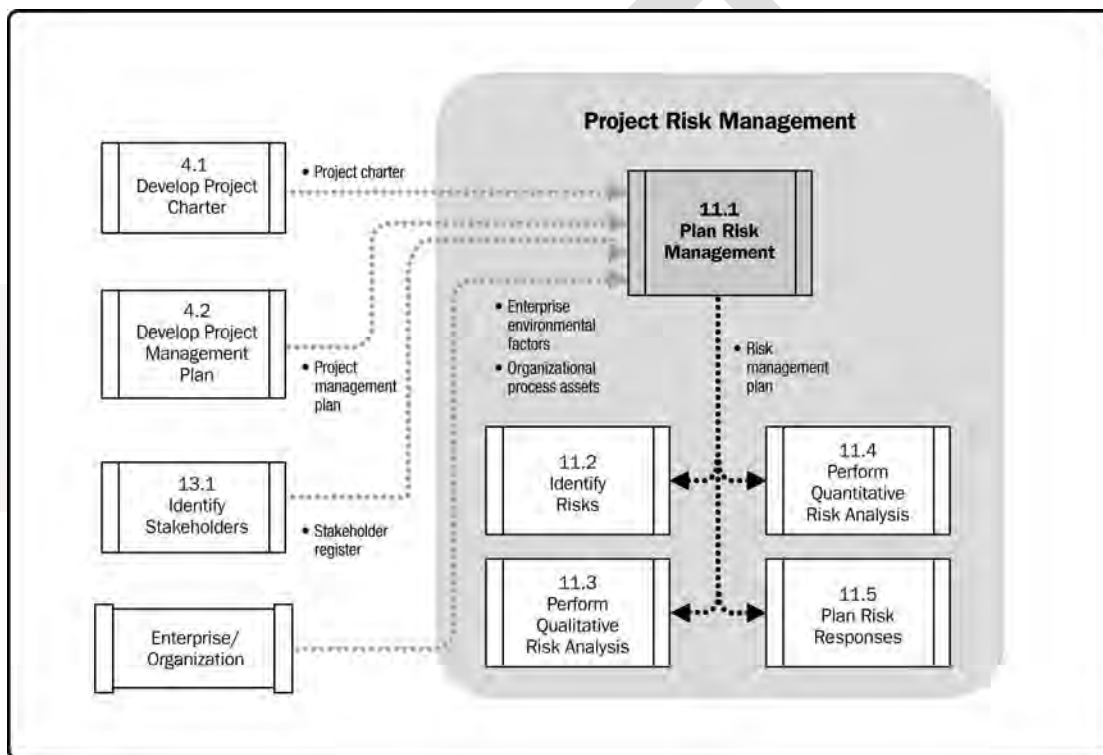 Project Risk Management
4.1
Develop Project
Charter
• Project charter
11.1
Plan Risk
Management
4.2
Develop Project
Management
Plan
• Project
management
plan
• Enterprise
environmental
factors
• Organizational
process assets
• Risk
management
plan
13.1
Identify
Stakeholders
• Stakeholder
register
Enterprise/
Organization
11.2
Identify
Risks
11.4
Perform
Quantitative
Risk Analysis
11.3
Perform
Qualitative
Risk Analysis
11.5
Plan Risk
Responses